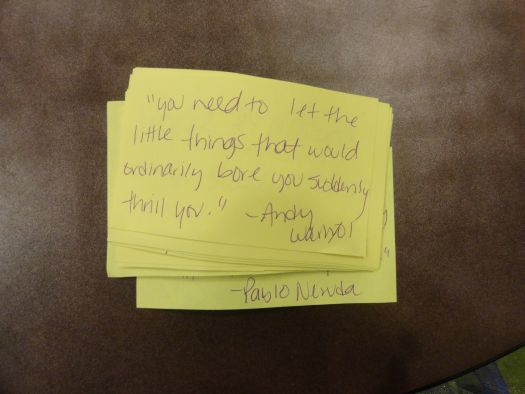 "you need to let the
little things that would
ordinarily bore you suddenly
thrill you." -Andy
Warhol
"
-Pablo Neruda